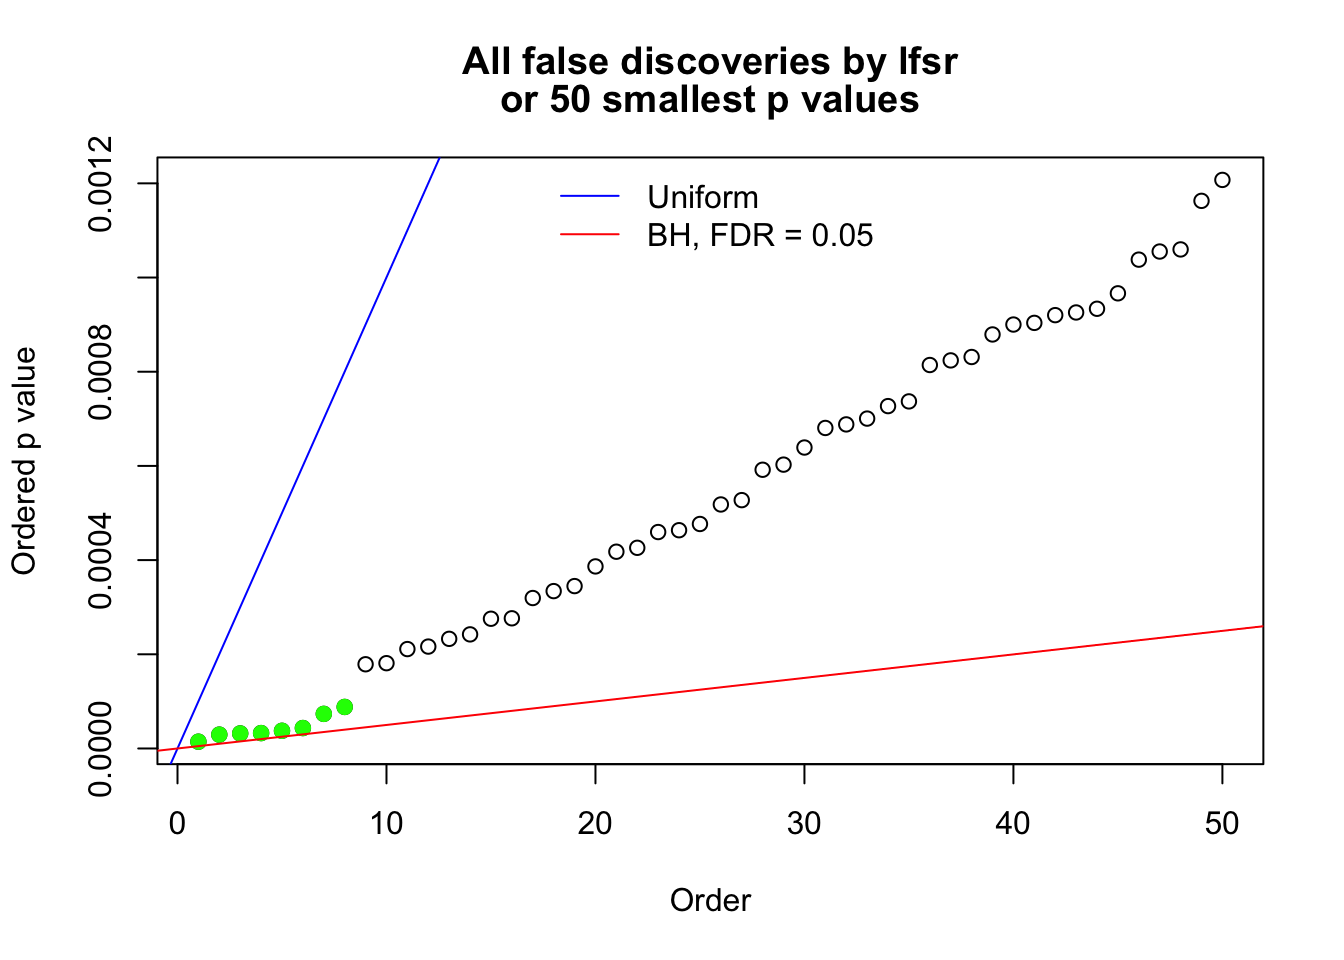 All false discoveries by lfsr
or 50 smallest p values
Uniform
BH, FDR = 0.05
Ordered p value
0.0012
0.0008
0.0004
0.0000
0 10 20 30 40 50
Order